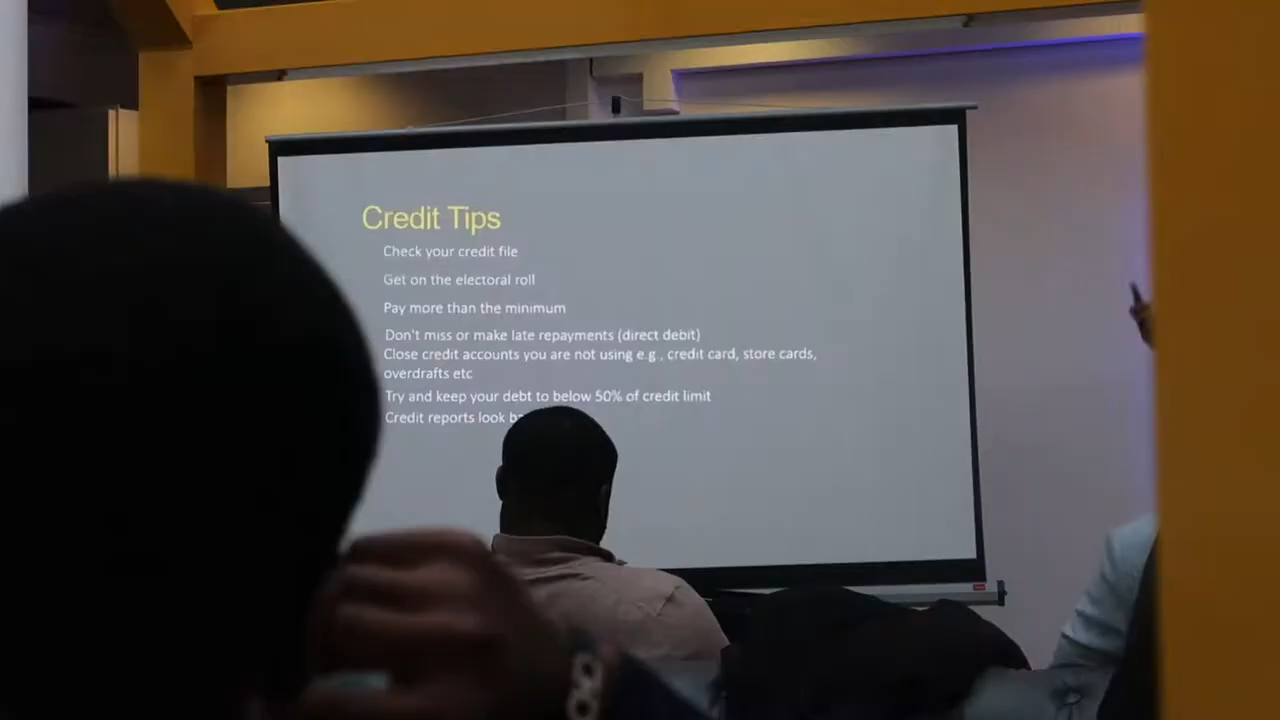 Credit Tips
Check your credit file
Get on the electoral roll
Pay more than the minimum
Don't miss or make late repayments (direct debit)
Close credit accounts you are not using e.g., credit card, store cards,
overdrafts etc
Try and keep your debt to below 50% of credit limit
Credit reports look